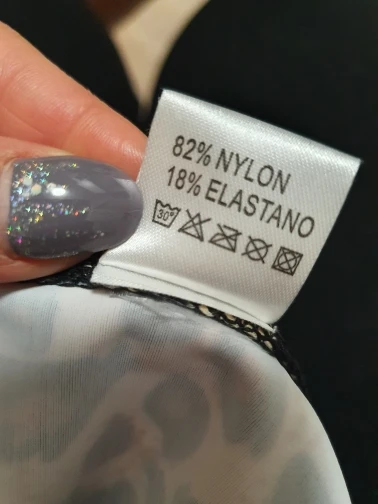 82% NYLON
18% ELASTANO
30°